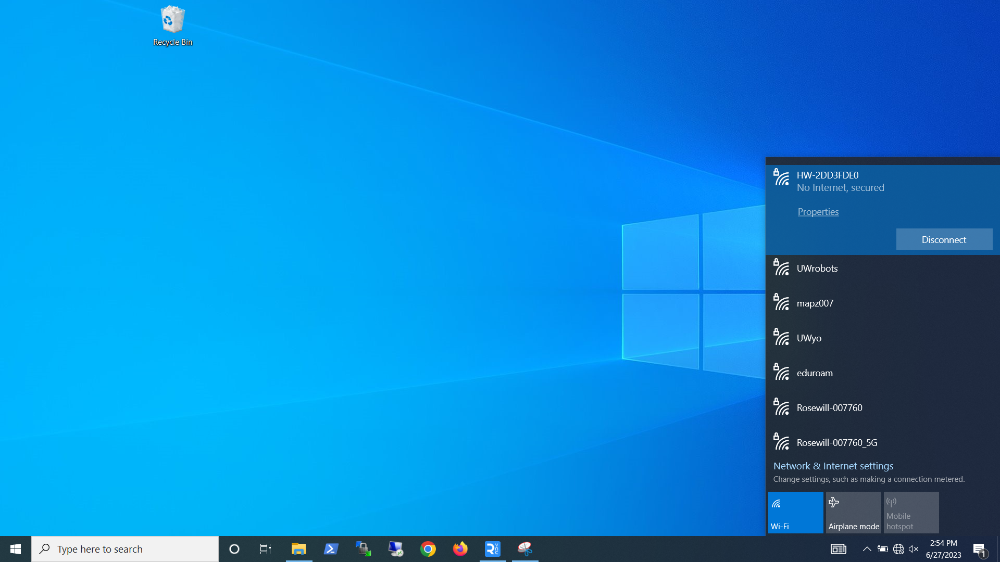 Recycle Bin
HW-2DD3FDE0
No Internet, secured
Properties
Disconnect
UWrobots
mapz007
UWyo
eduroam
Rosewill-007760
Rosewill-007760_5G
Network & Internet settings
Change settings, such as making a connection metered.
Wi-Fi
Airplane mode
Mobile
hotspot
Type here to search
2:54 PM
6/27/2023
1